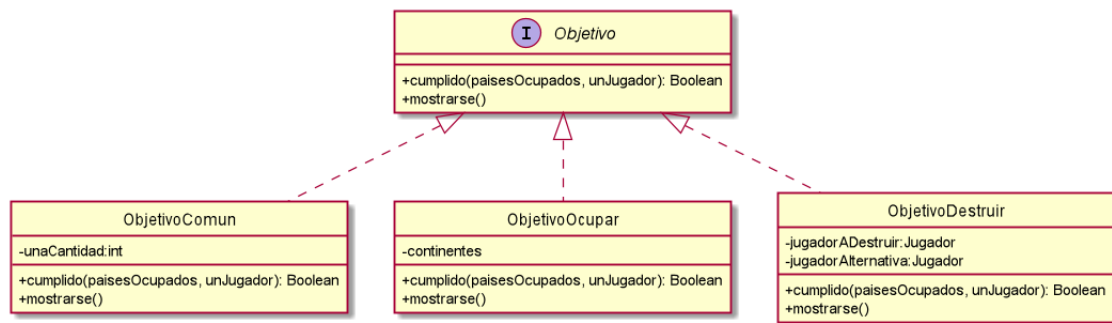 I Objetivo
+cumplido(paisesOcupados, unJugador): Boolean
+mostrarse()
ObjetivoComun
-unaCantidad:int
+cumplido(paisesOcupados, unJugador): Boolean
+mostrarse()
ObjetivoOcupar
-continentes
+cumplido(paisesOcupados, unJugador): Boolean
+mostrarse()
ObjetivoDestruir
-jugadorADestruir:Jugador
-jugadorAlternativa:Jugador
+cumplido(paisesOcupados, unJugador): Boolean
+mostrarse()